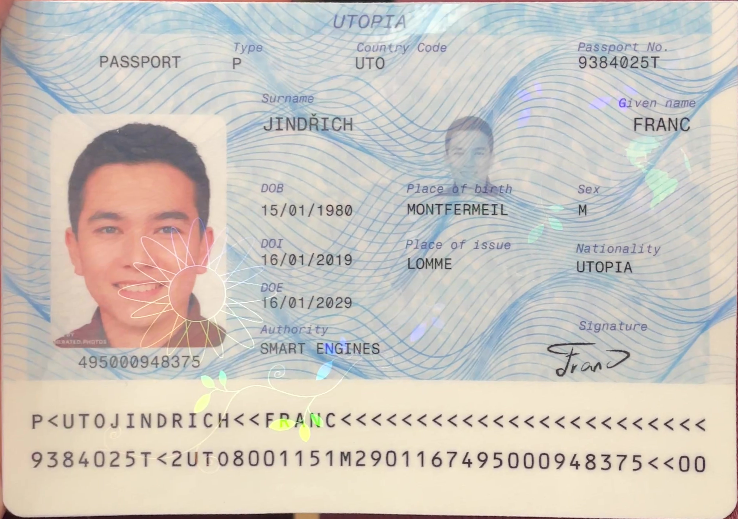 UTOPIA
PASSPORT
Type
P
Country Code
UTO
Passport No.
9384025T
Surname
JINDŘICH
Given name
FRANC
DOB
15/01/1980
Place of birth
MONTFERMEIL
Sex
M
DOI
16/01/2019
Place of issue
LOMME
Nationality
UTOPIA
DOE
16/01/2029
Authority
SMART ENGINES
Signature
Franc
495000948375
P<UTOJINDRICH<<FRANC<<<<<<<<<<<<<<<<<<<<<<<<
9384025T<2UTO8001151M2901167495000948375<<00